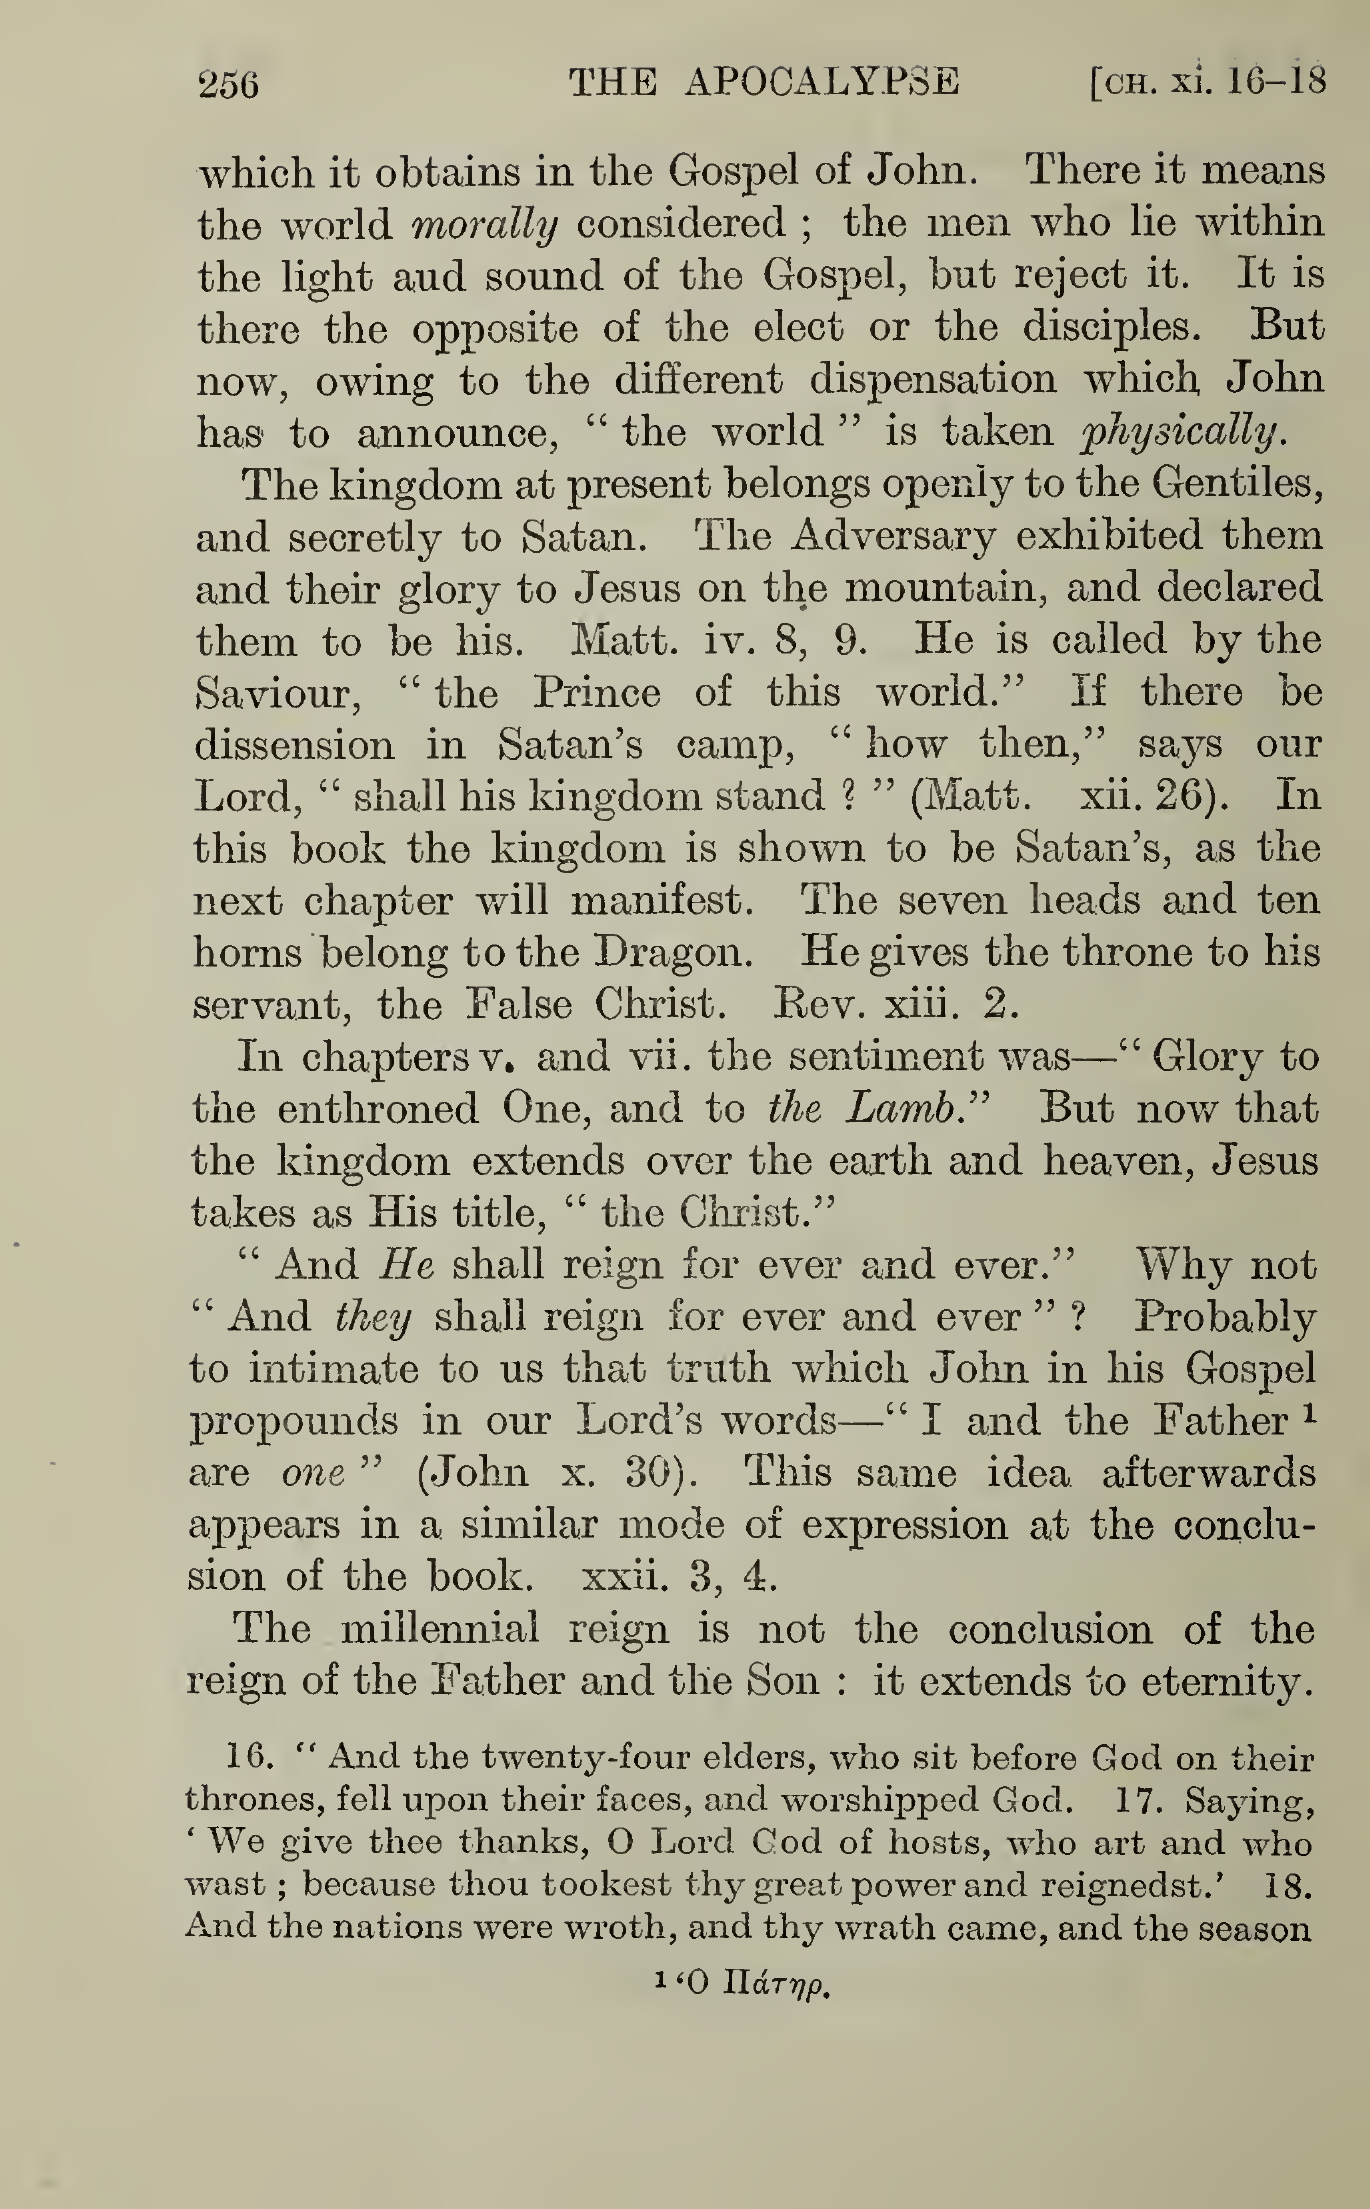 256 THE APOCALYPSE [CH. xi. 16–18
which it obtains in the Gospel of John. There it means
the world morally considered ; the men who lie within
the light aud sound of the Gospel, but reject it. It is
there the opposite of the elect or the disciples. But
now, owing to the different dispensation which John
has to announce, “ the world ” is taken physically.
The kingdom at present belongs openly to the Gentiles,
and secretly to Satan. The Adversary exhibited them
and their glory to Jesus on the mountain, and declared
them to be his. Matt. iv. 8, 9. He is called by the
Saviour, “ the Prince of this world.” If there be
dissension in Satan’s camp, “ how then,” says our
Lord, “ shall his kingdom stand ? ” (Matt. xii. 26). In
this book the kingdom is shown to be Satan’s, as the
next chapter will manifest. The seven heads and ten
horns belong to the Dragon. He gives the throne to his
servant, the False Christ. Rev. xiii. 2.
In chapters v. and vii. the sentiment was—“ Glory to
the enthroned One, and to the Lamb.” But now that
the kingdom extends over the earth and heaven, Jesus
takes as His title, “ the Christ.”
“ And He shall reign for ever and ever.” Why not
“ And they shall reign for ever and ever ” ? Probably
to intimate to us that truth which John in his Gospel
propounds in our Lord’s words—“ I and the Father ¹
are one ” (John x. 30). This same idea afterwards
appears in a similar mode of expression at the conclu-
sion of the book. xxii. 3, 4.
The millennial reign is not the conclusion of the
reign of the Father and the Son : it extends to eternity.
16. “ And the twenty-four elders, who sit before God on their
thrones, fell upon their faces, and worshipped God. 17. Saying,
‘ We give thee thanks, O Lord God of hosts, who art and who
wast ; because thou tookest thy great power and reignedst.’ 18.
And the nations were wroth, and thy wrath came, and the season
¹ ‘Ο Πάτηρ.